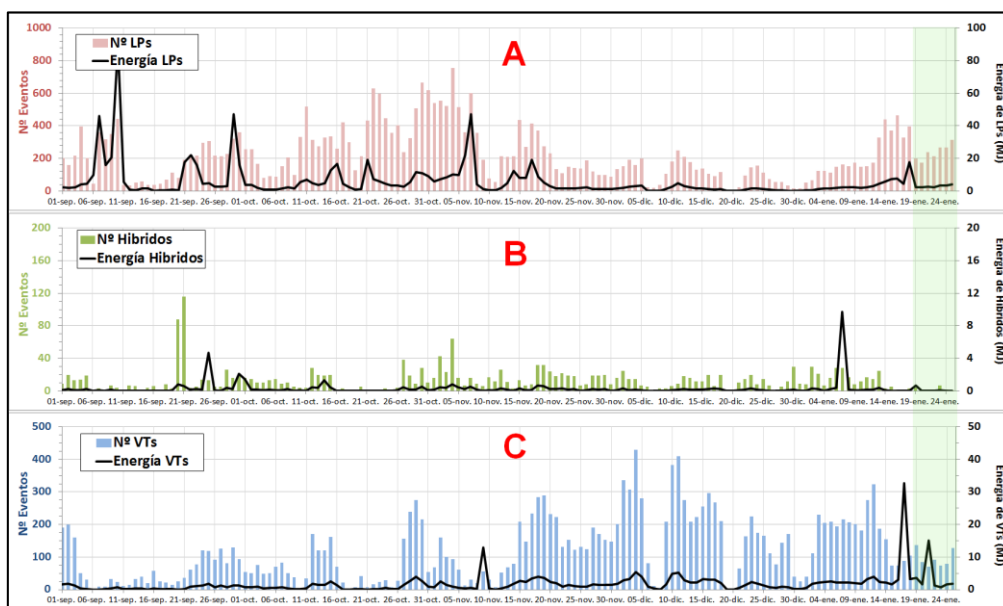 1000
800
600
400
200
0
Nº Eventos
Nº LPs
Energía LPs
A
100
80
60
40
20
0
Energía de LPs (MJ)
01-sep. 06-sep. 11-sep. 16-sep. 21-sep. 26-sep. 01-oct. 06-oct. 11-oct. 16-oct. 21-oct. 26-oct. 31-oct. 05-nov. 10-nov. 15-nov. 20-nov. 25-nov. 30-nov. 05-dic. 10-dic. 15-dic. 20-dic. 25-dic. 30-dic. 04-ene. 09-ene. 14-ene. 19-ene. 24-ene.
200
160
120
80
40
0
Nº Eventos
Nº Hibridos
Energía Hibridos
B
20
16
12
8
4
0
Energía de Hibridos (MJ)
01-sep. 06-sep. 11-sep. 16-sep. 21-sep. 26-sep. 01-oct. 06-oct. 11-oct. 16-oct. 21-oct. 26-oct. 31-oct. 05-nov. 10-nov. 15-nov. 20-nov. 25-nov. 30-nov. 05-dic. 10-dic. 15-dic. 20-dic. 25-dic. 30-dic. 04-ene. 09-ene. 14-ene. 19-ene. 24-ene.
500
400
300
200
100
0
Nº Eventos
Nº VTs
Energía VTs
C
50
40
30
20
10
0
Energía de VTs (MJ)
01-sep. 06-sep. 11-sep. 16-sep. 21-sep. 26-sep. 01-oct. 06-oct. 11-oct. 16-oct. 21-oct. 26-oct. 31-oct. 05-nov. 10-nov. 15-nov. 20-nov. 25-nov. 30-nov. 05-dic. 10-dic. 15-dic. 20-dic. 25-dic. 30-dic. 04-ene. 09-ene. 14-ene. 19-ene. 24-ene.